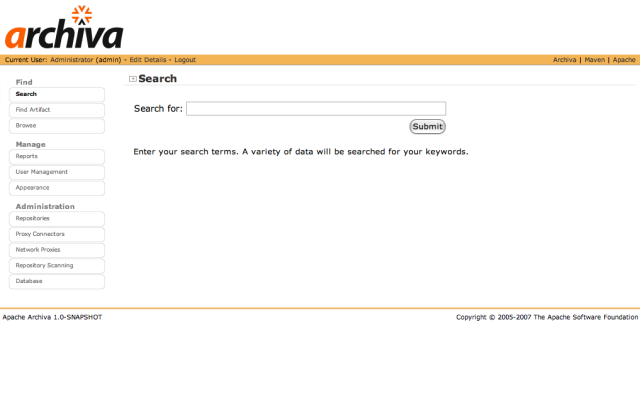 archiva
Current User: Administrator (admin) - Edit Details - Logout
Archiva | Maven | Apache
Find
Search
Find Artifact
Browse
Manage
Reports
User Management
Appearance
Administration
Repositories
Proxy Connectors
Network Proxies
Repository Scanning
Database
Search
Search for:
Submit
Enter your search terms. A variety of data will be searched for your keywords.
Apache Archiva 1.0-SNAPSHOT
Copyright © 2005-2007 The Apache Software Foundation